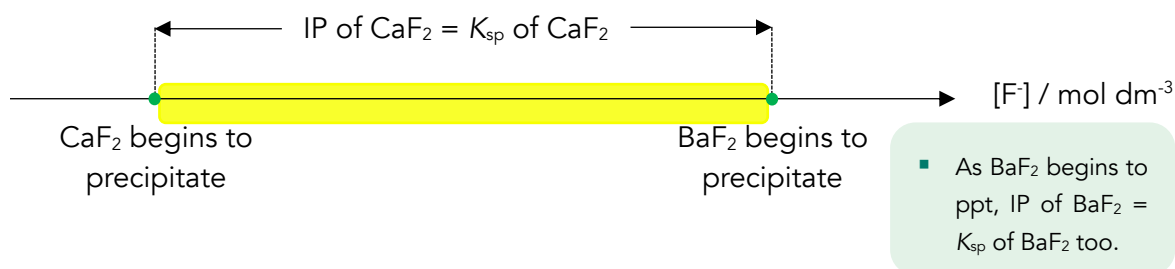 IP of CaF₂ = Kₛₚ of CaF₂
[F⁻] / mol dm⁻³
CaF₂ begins to
precipitate
BaF₂ begins to
precipitate
▪ As BaF₂ begins to
ppt, IP of BaF₂ =
Kₛₚ of BaF₂ too.